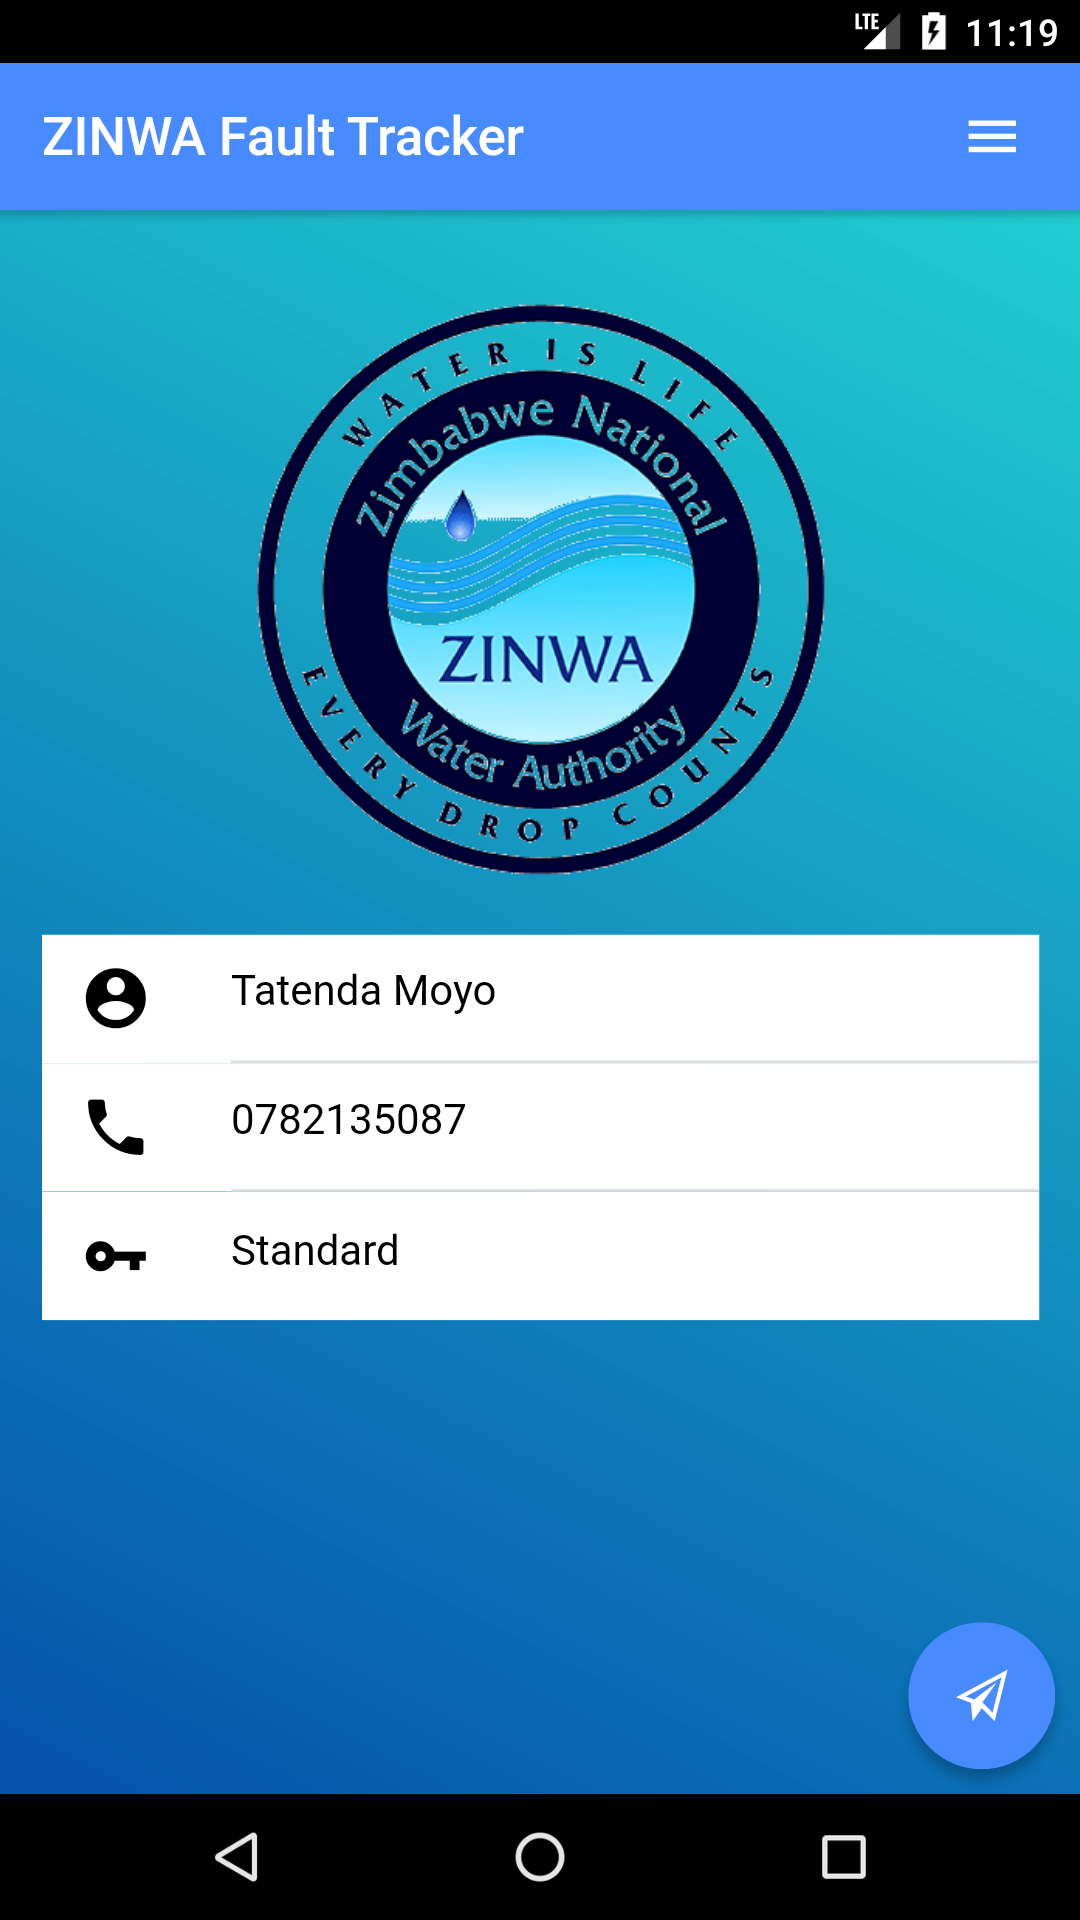 LTE 11:19
ZINWA Fault Tracker
WATER IS LIFE
Zimbabwe National
ZINWA
Water Authority
EVERY DROP COUNTS
Tatenda Moyo
0782135087
Standard